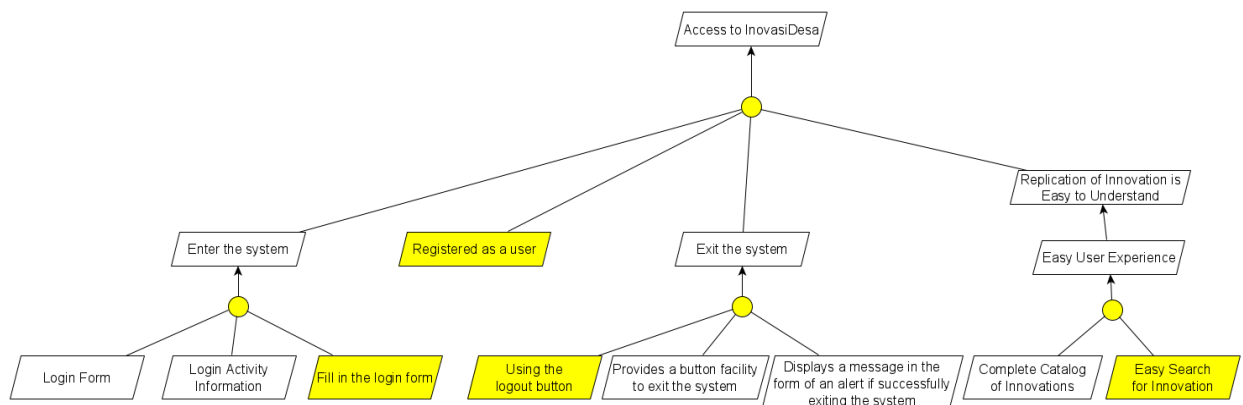 Access to InovasiDesa
Replication of Innovation is
Easy to Understand
Enter the system
Registered as a user
Exit the system
Easy User Experience
Login Form
Login Activity
Information
Fill in the login form
Using the
logout button
Provides a button facility
to exit the system
Displays a message in the
form of an alert if successfully
exiting the system
Complete Catalog
of Innovations
Easy Search
for Innovation